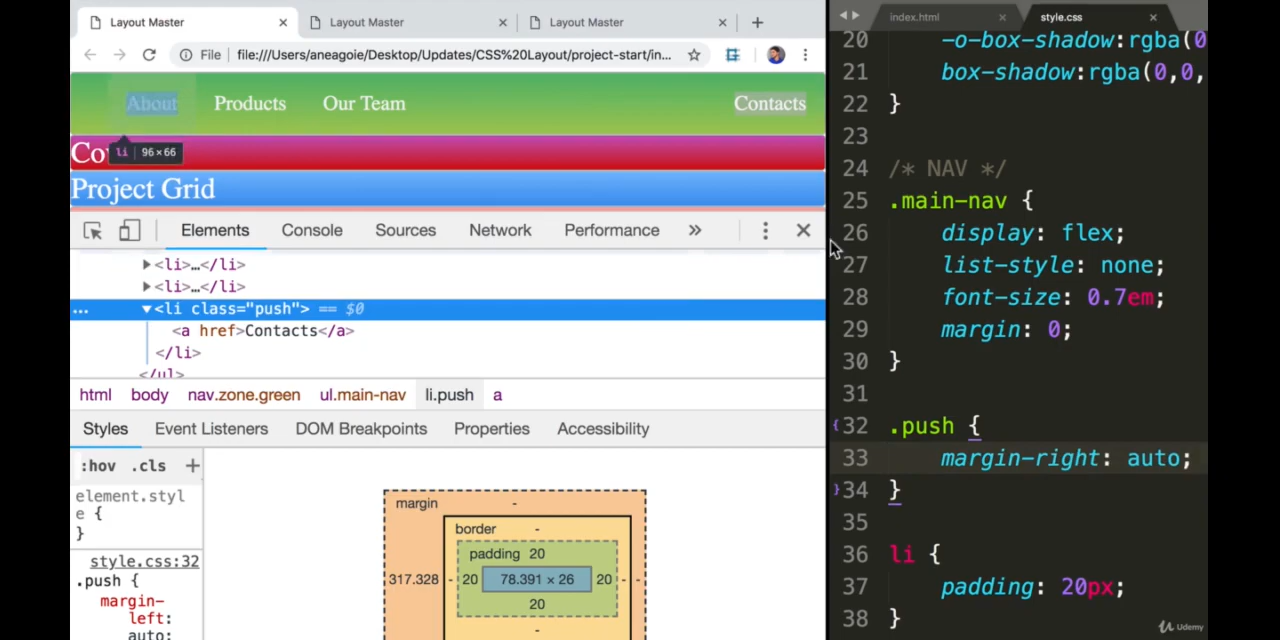 Layout Master
Layout Master
Layout Master
File
file:///Users/aneagoie/Desktop/Updates/CSS%20Layout/project-start/in...
About
Products
Our Team
Contacts
Co
li 96×66
Project Grid
Elements
Console
Sources
Network
Performance
»
<li>…</li>
<li>…</li>
... <li class="push"> == $0
<a href>Contacts</a>
</li>
</ul>
html body nav.zone.green ul.main-nav li.push a
Styles Event Listeners DOM Breakpoints Properties Accessibility
:hov .cls +
element.styl
e {
}
style.css:32
.push {
margin-
left:
auto;
margin -
border -
padding 20
317.328 - 20 78.391 × 26 20 - -
20
-
index.html
style.css
20 -o-box-shadow:rgba(0
21 box-shadow:rgba(0,0,
22 }
23
24 /* NAV */
25 .main-nav {
26 display: flex;
27 list-style: none;
28 font-size: 0.7em;
29 margin: 0;
30 }
31
32 .push {
33 margin-right: auto;
34 }
35
36 li {
37 padding: 20px;
38 }
Udemy